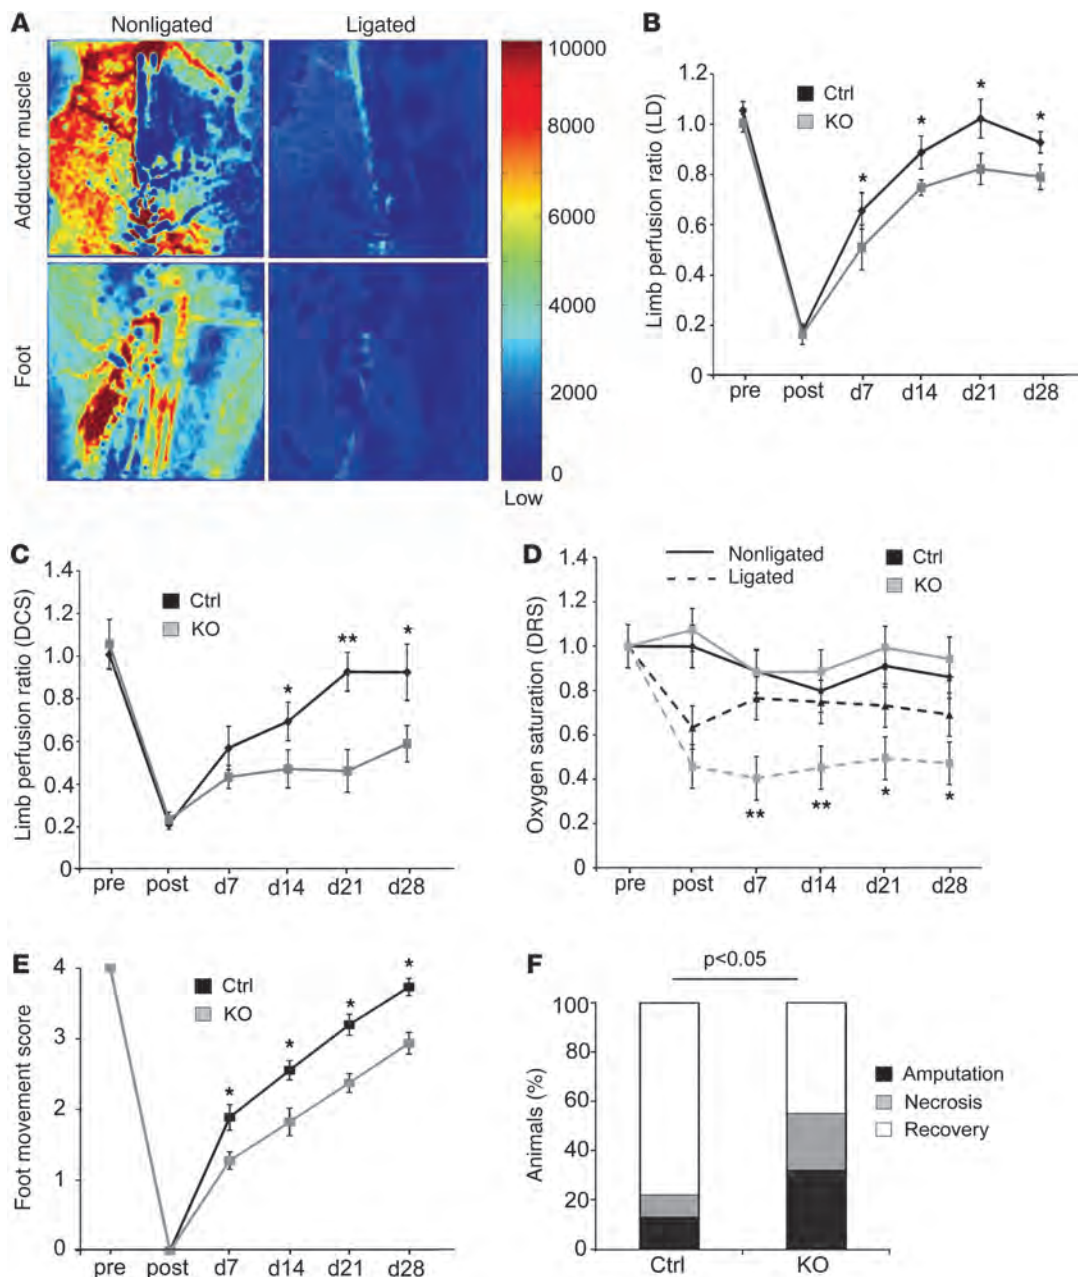 A
Nonligated
Ligated
Adductor muscle
Foot
10000
8000
6000
4000
2000
0
Low
B
Limb perfusion ratio (LD)
1.2
1.0
0.8
0.6
0.4
0.2
0
Ctrl
KO
*
*
*
*
pre post d7 d14 d21 d28
C
Limb perfusion ratio (DCS)
1.4
1.2
1.0
0.8
0.6
0.4
0.2
0
Ctrl
KO
*
**
*
pre post d7 d14 d21 d28
D
Oxygen saturation (DRS)
1.4
1.2
1.0
0.8
0.6
0.4
0.2
0
Nonligated
Ligated
Ctrl
KO
** ** * *
pre post d7 d14 d21 d28
E
Foot movement score
4
3
2
1
0
Ctrl
KO
*
*
*
*
pre post d7 d14 d21 d28
F
p<0.05
Animals (%)
100
80
60
40
20
0
Ctrl KO
Amputation
Necrosis
Recovery